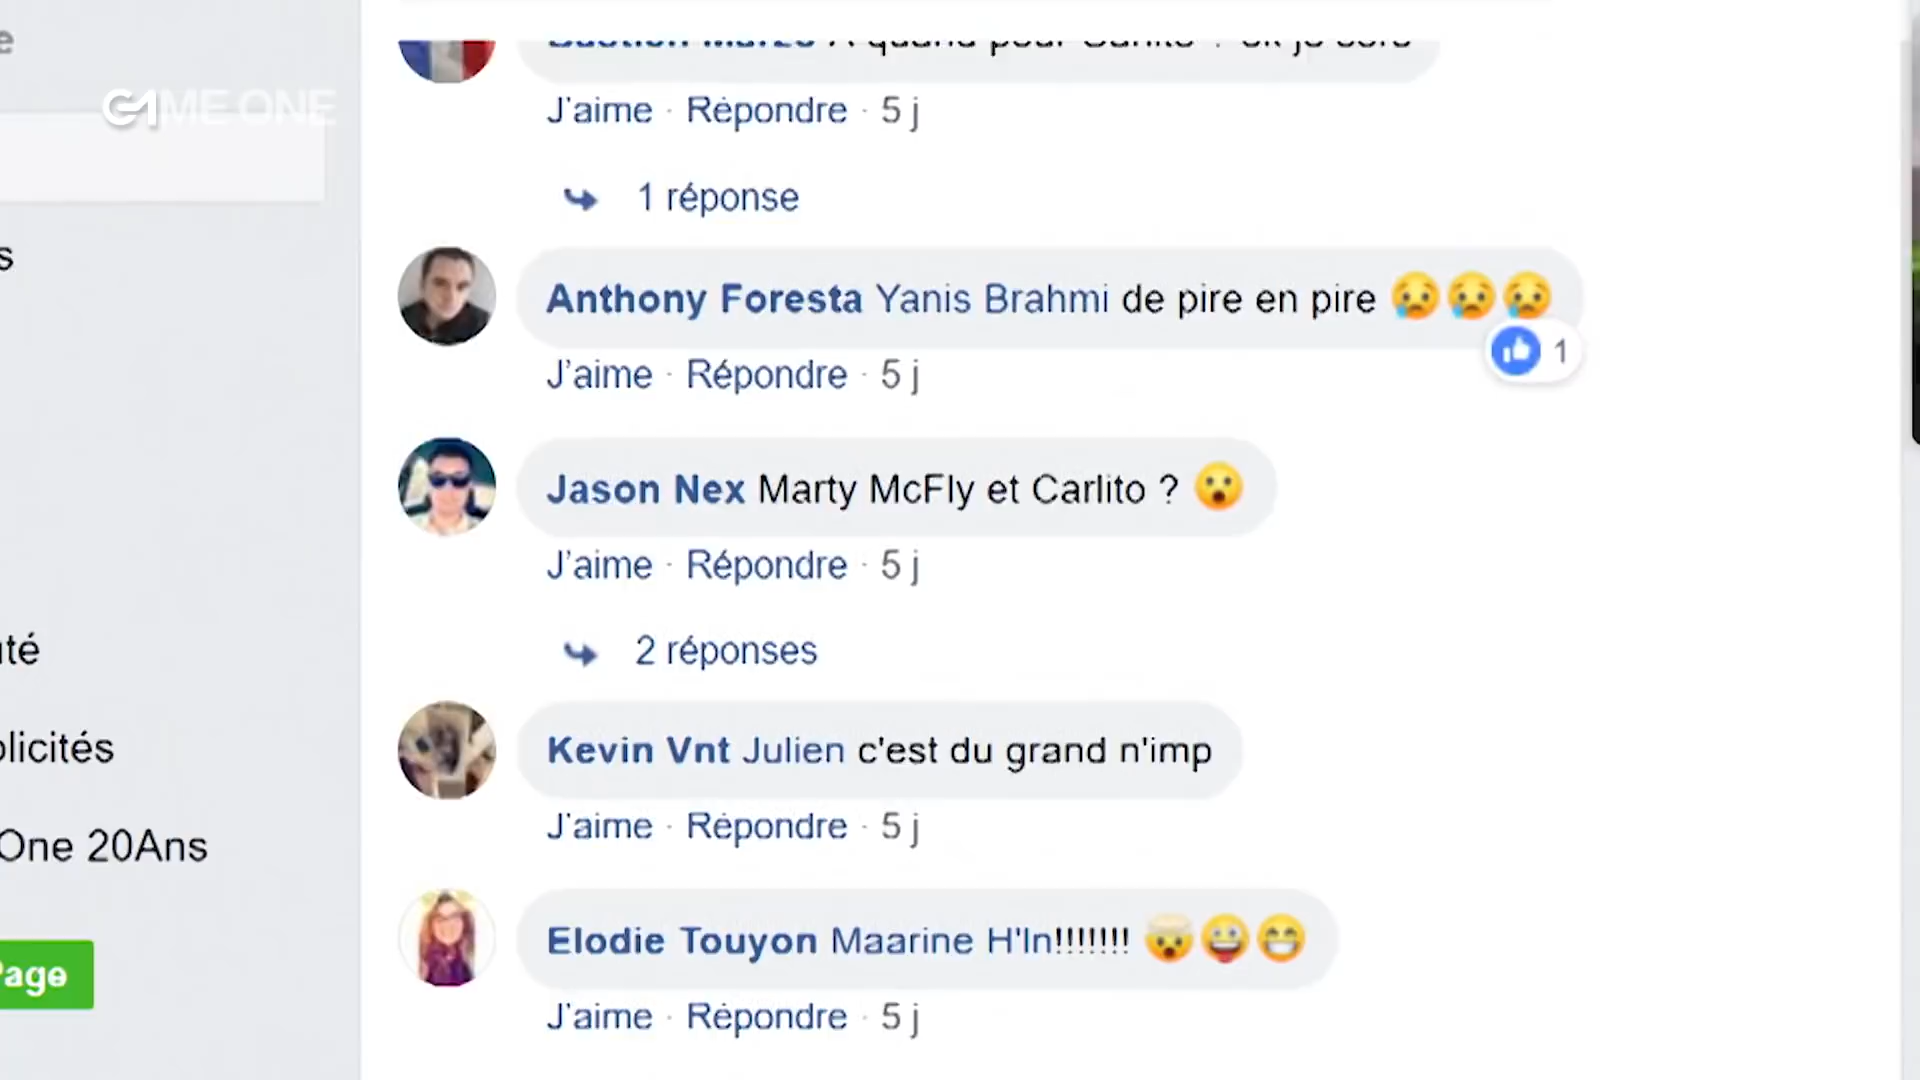 e
GAME ONE
J'aime · Répondre · 5 j
1 réponse
s
Anthony Foresta Yanis Brahmi de pire en pire 😢😢😢
1
J'aime · Répondre · 5 j
Jason Nex Marty McFly et Carlito ? 😮
J'aime · Répondre · 5 j
2 réponses
té
Kevin Vnt Julien c'est du grand n'imp
licités
J'aime · Répondre · 5 j
One 20Ans
Elodie Touyon Maarine H'In!!!!!!! 🤯😜😁
age
J'aime · Répondre · 5 j